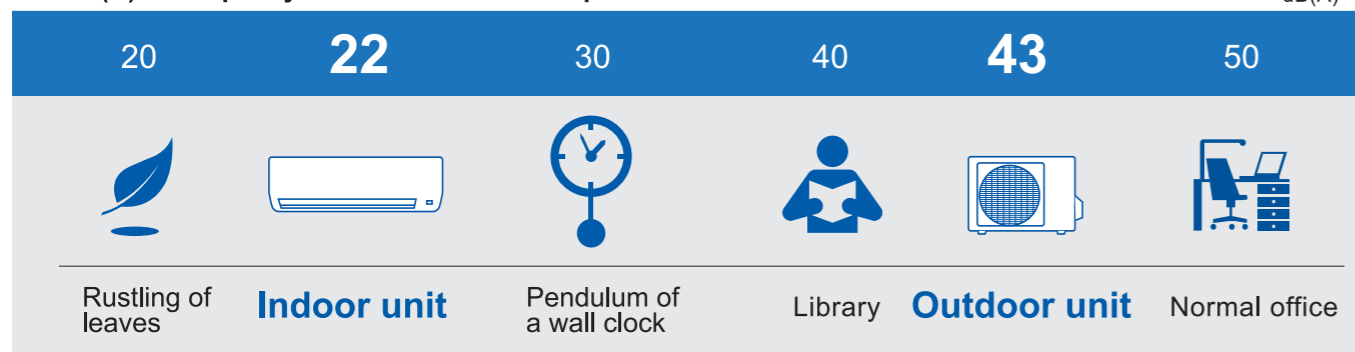 20 22 30 40 43 50
Rustling of
leaves
Indoor unit
Pendulum of
a wall clock
Library
Outdoor unit
Normal office